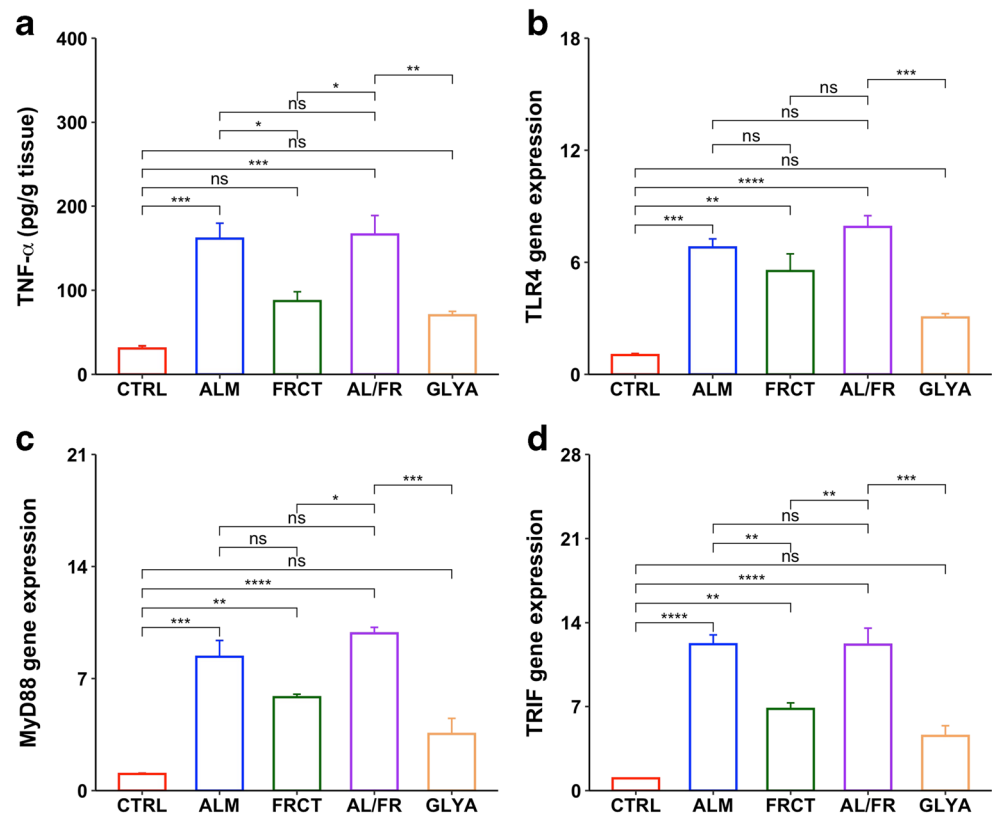 a
TNF-α (pg/g tissue)
400
300
200
100
0
**
*
ns
*
ns
***
ns
***
CTRL ALM FRCT AL/FR GLYA
b
TLR4 gene expression
18
12
6
0
***
ns
ns
ns
ns
****
**
***
CTRL ALM FRCT AL/FR GLYA
c
MyD88 gene expression
21
14
7
0
***
*
ns
ns
ns
****
**
***
CTRL ALM FRCT AL/FR GLYA
d
TRIF gene expression
28
21
14
7
0
***
**
ns
**
ns
****
**
****
CTRL ALM FRCT AL/FR GLYA